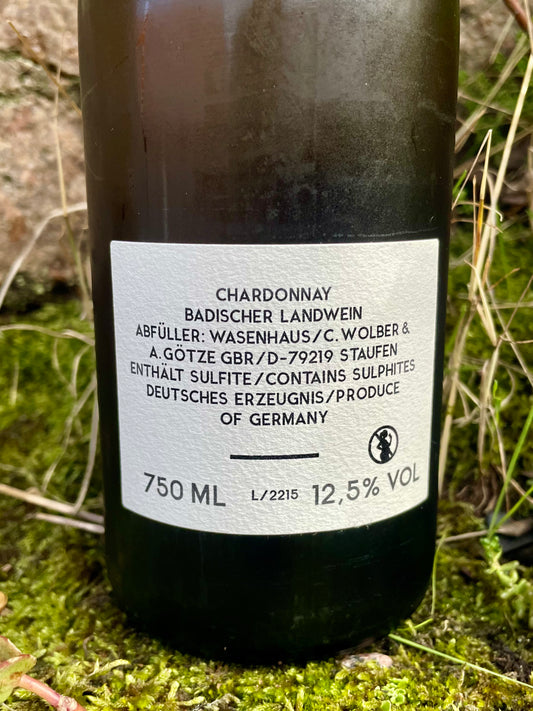 CHARDONNAY
BADISCHER LANDWEIN
ABFÜLLER: WASENHAUS/C. WOLBER &
A. GÖTZE GBR/D-79219 STAUFEN
ENTHÄLT SULFITE/CONTAINS SULPHITES
DEUTSCHES ERZEUGNIS/PRODUCE
OF GERMANY
750 ML L/2215 12,5% VOL